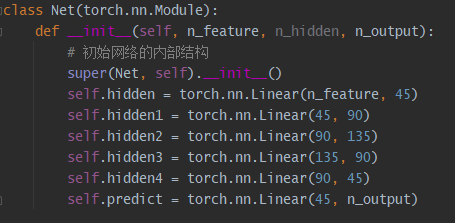 class Net(torch.nn.Module):
    def __init__(self, n_feature, n_hidden, n_output):
        # 初始网络的内部结构
        super(Net, self).__init__()
        self.hidden = torch.nn.Linear(n_feature, 45)
        self.hidden1 = torch.nn.Linear(45, 90)
        self.hidden2 = torch.nn.Linear(90, 135)
        self.hidden3 = torch.nn.Linear(135, 90)
        self.hidden4 = torch.nn.Linear(90, 45)
        self.predict = torch.nn.Linear(45, n_output)